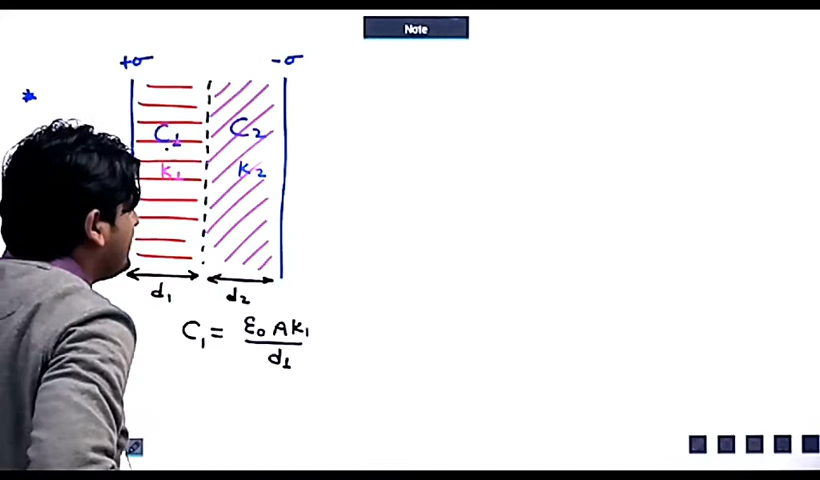 Note
+σ -σ
*
C₁ C₂
K₁ K₂
d₁ d₂
C₁ = ε₀ A K₁
d₁